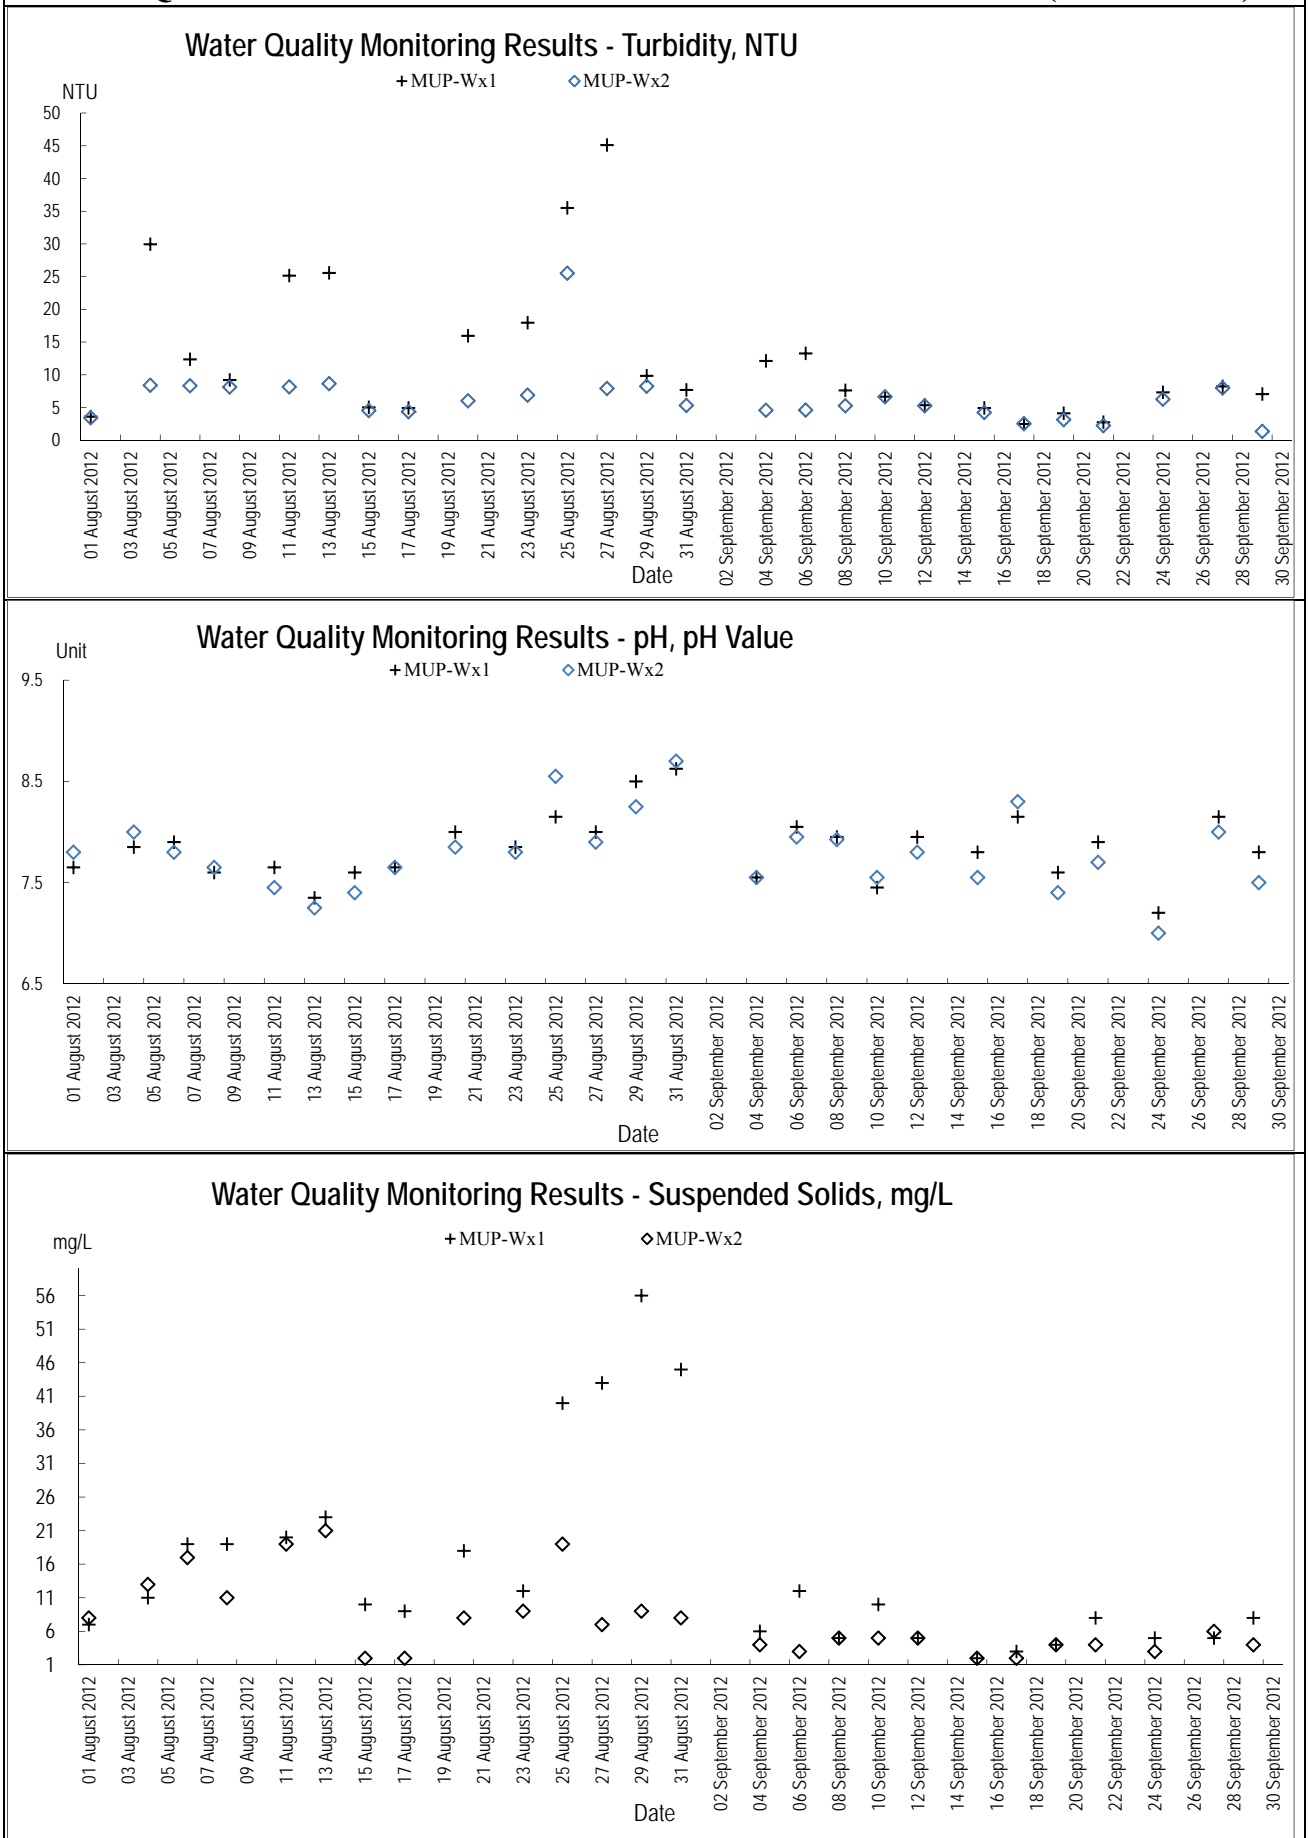 Water Quality Monitoring Results - Turbidity, NTU
MUP-Wx1 MUP-Wx2
NTU
50
45
40
35
30
25
20
15
10
5
0
01 August 2012
03 August 2012
05 August 2012
07 August 2012
09 August 2012
11 August 2012
13 August 2012
15 August 2012
17 August 2012
19 August 2012
21 August 2012
23 August 2012
25 August 2012
27 August 2012
29 August 2012
31 August 2012
02 September 2012
04 September 2012
06 September 2012
08 September 2012
10 September 2012
12 September 2012
14 September 2012
16 September 2012
18 September 2012
20 September 2012
22 September 2012
24 September 2012
26 September 2012
28 September 2012
30 September 2012
Date
Water Quality Monitoring Results - pH, pH Value
Unit
MUP-Wx1 MUP-Wx2
9.5
8.5
7.5
6.5
01 August 2012
03 August 2012
05 August 2012
07 August 2012
09 August 2012
11 August 2012
13 August 2012
15 August 2012
17 August 2012
19 August 2012
21 August 2012
23 August 2012
25 August 2012
27 August 2012
29 August 2012
31 August 2012
02 September 2012
04 September 2012
06 September 2012
08 September 2012
10 September 2012
12 September 2012
14 September 2012
16 September 2012
18 September 2012
20 September 2012
22 September 2012
24 September 2012
26 September 2012
28 September 2012
30 September 2012
Date
Water Quality Monitoring Results - Suspended Solids, mg/L
MUP-Wx1 MUP-Wx2
mg/L
56
51
46
41
36
31
26
21
16
11
6
1
01 August 2012
03 August 2012
05 August 2012
07 August 2012
09 August 2012
11 August 2012
13 August 2012
15 August 2012
17 August 2012
19 August 2012
21 August 2012
23 August 2012
25 August 2012
27 August 2012
29 August 2012
31 August 2012
02 September 2012
04 September 2012
06 September 2012
08 September 2012
10 September 2012
12 September 2012
14 September 2012
16 September 2012
18 September 2012
20 September 2012
22 September 2012
24 September 2012
26 September 2012
28 September 2012
30 September 2012
Date